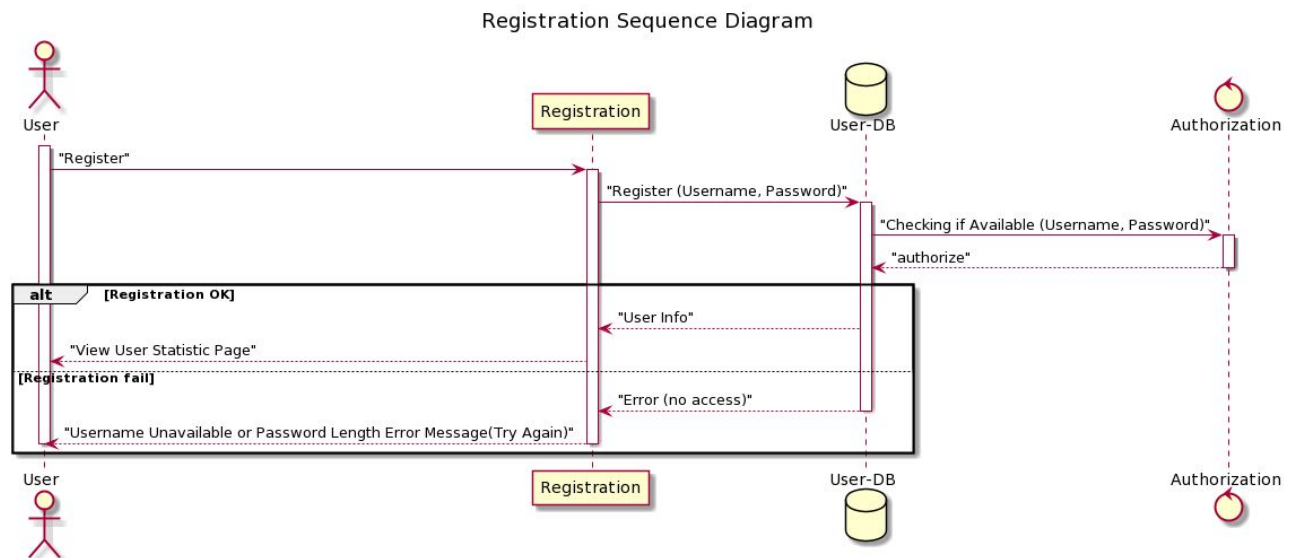 Registration Sequence Diagram
User
Registration
User-DB
Authorization
"Register"
"Register (Username, Password)"
"Checking if Available (Username, Password)"
"authorize"
alt [Registration OK]
"User Info"
"View User Statistic Page"
[Registration fail]
"Error (no access)"
"Username Unavailable or Password Length Error Message(Try Again)"
User
Registration
User-DB
Authorization